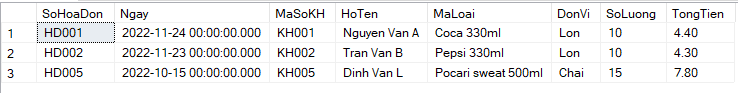 SoHoaDon Ngay MaSoKH HoTen MaLoai DonVi SoLuong TongTien
1 HD001 2022-11-24 00:00:00.000 KH001 Nguyen Van A Coca 330ml Lon 10 4.40
2 HD002 2022-11-23 00:00:00.000 KH002 Tran Van B Pepsi 330ml Lon 10 4.30
3 HD005 2022-10-15 00:00:00.000 KH005 Dinh Van L Pocari sweat 500ml Chai 15 7.80